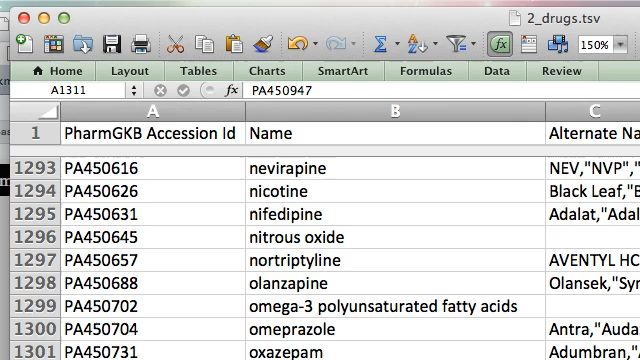 2_drugs.tsv
150%
Home Layout Tables Charts SmartArt Formulas Data Review
A1311 fx PA450947
A B C
1 PharmGKB Accession Id Name Alternate Na
1293 PA450616 nevirapine NEV,"NVP","
1294 PA450626 nicotine Black Leaf,"B
1295 PA450631 nifedipine Adalat,"Adal
1296 PA450645 nitrous oxide
1297 PA450657 nortriptyline AVENTYL HC
1298 PA450688 olanzapine Olansek,"Syn
1299 PA450702 omega-3 polyunsaturated fatty acids
1300 PA450704 omeprazole Antra,"Auda
1301 PA450731 oxazepam Adumbran,"A